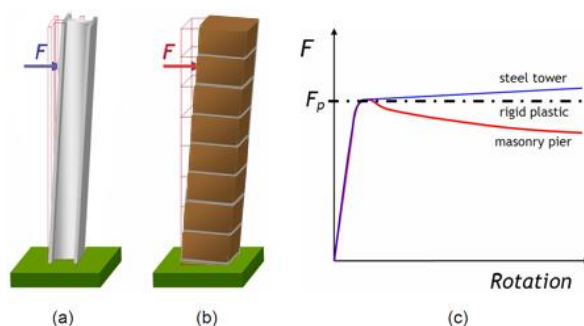 F
F
F
Fp
steel tower
rigid plastic
masonry pier
Rotation
(a)
(b)
(c)